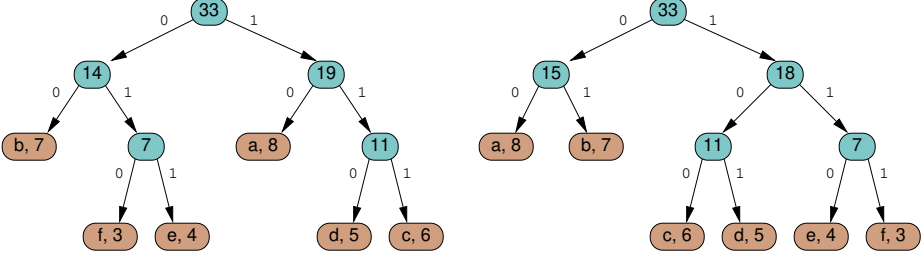 33 33
0 1 0 1
14 19 15 18
0 1 0 1 0 1 0 1
b, 7 7 a, 8 11 a, 8 b, 7 11 7
0 1 0 1 0 1 0 1
f, 3 e, 4 d, 5 c, 6 c, 6 d, 5 e, 4 f, 3